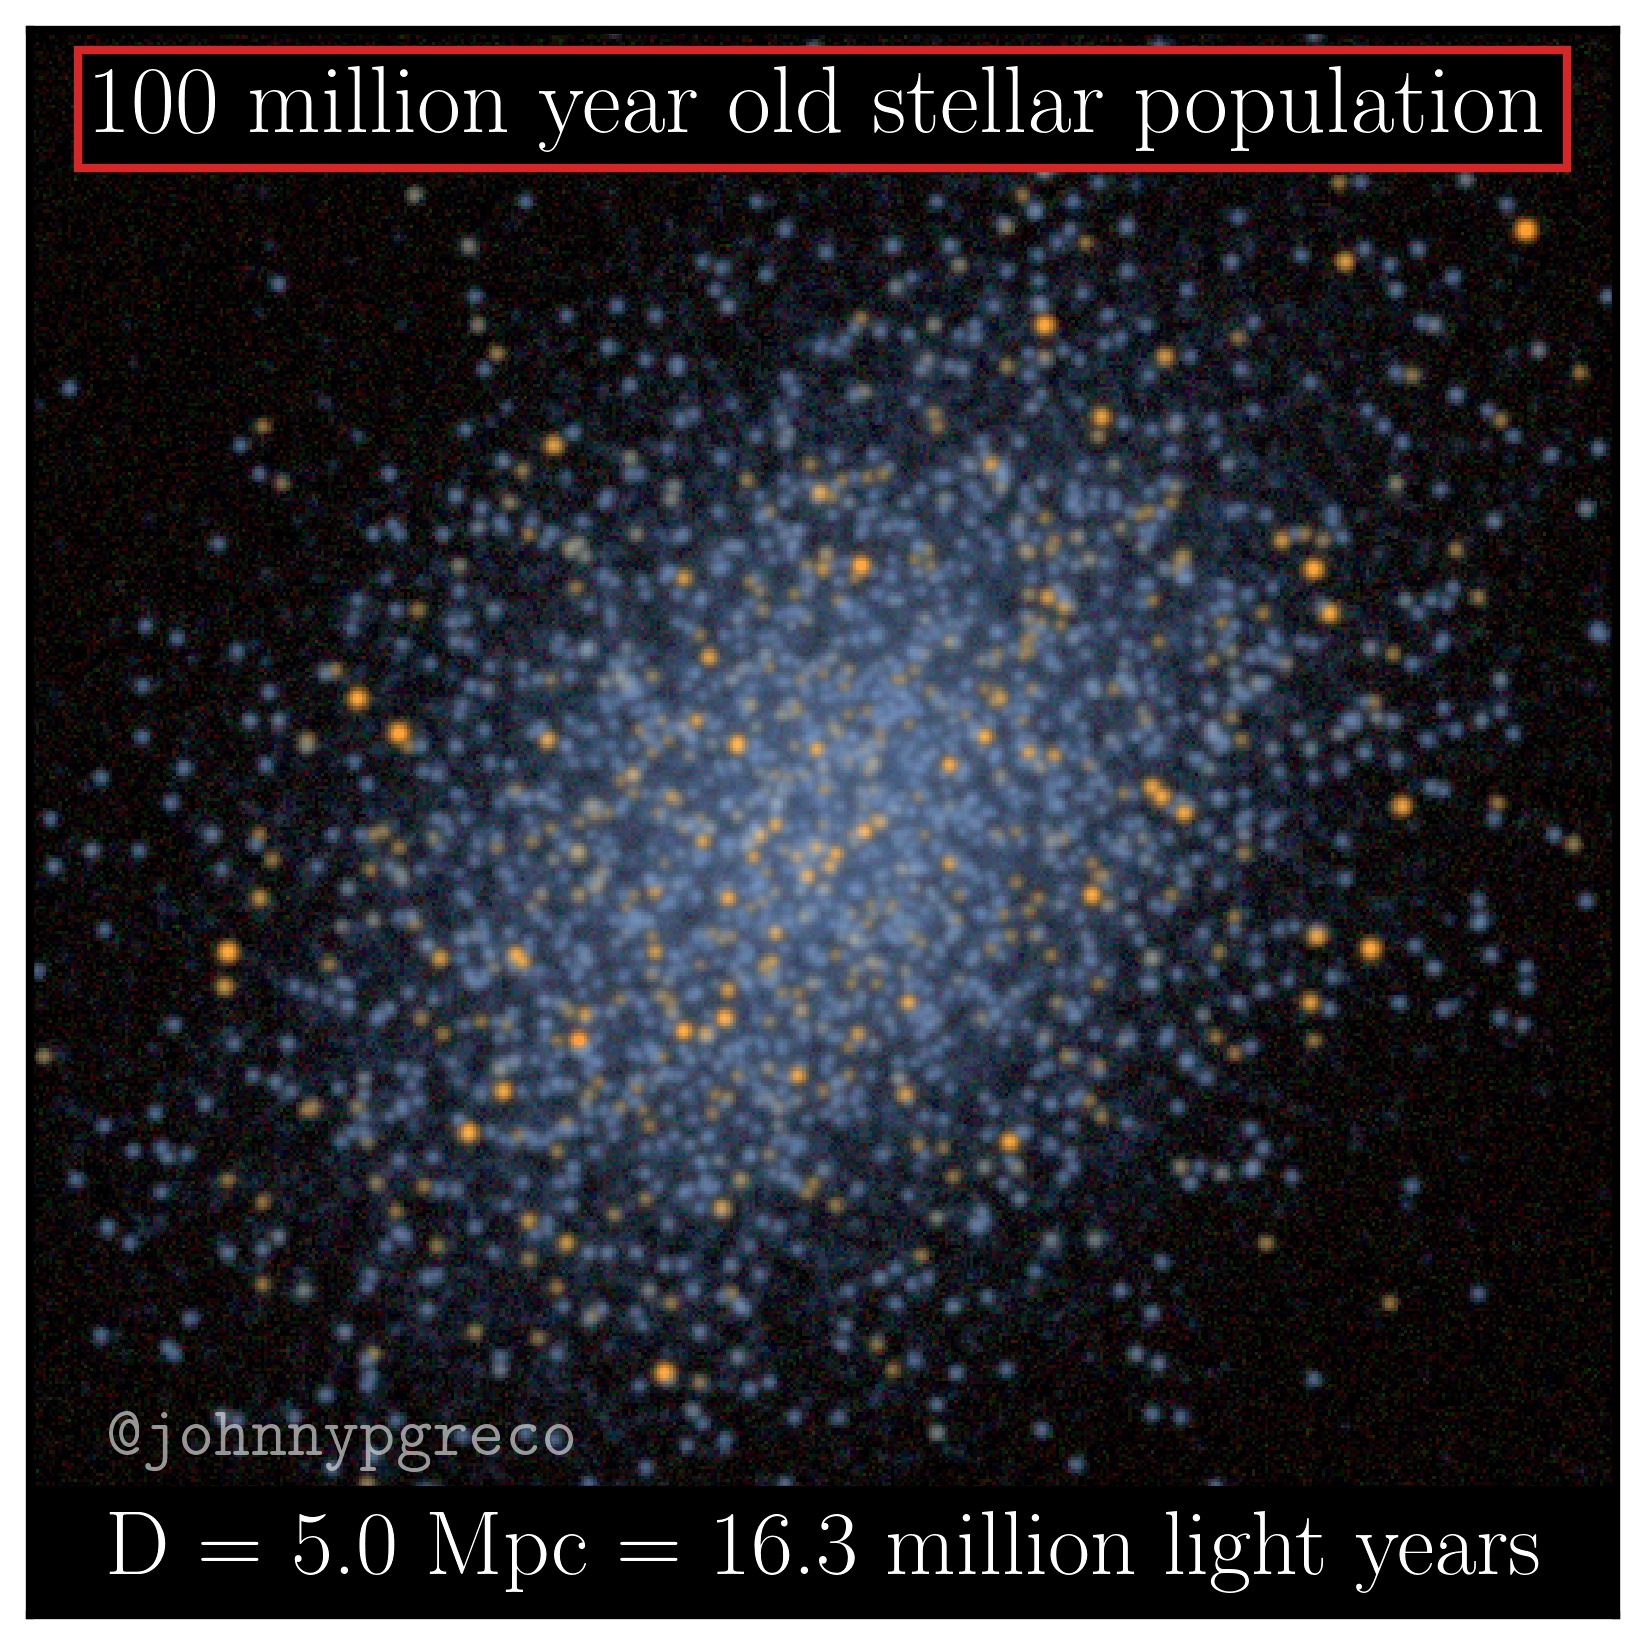 100 million year old stellar population
@johnnypgreco
D = 5.0 Mpc = 16.3 million light years